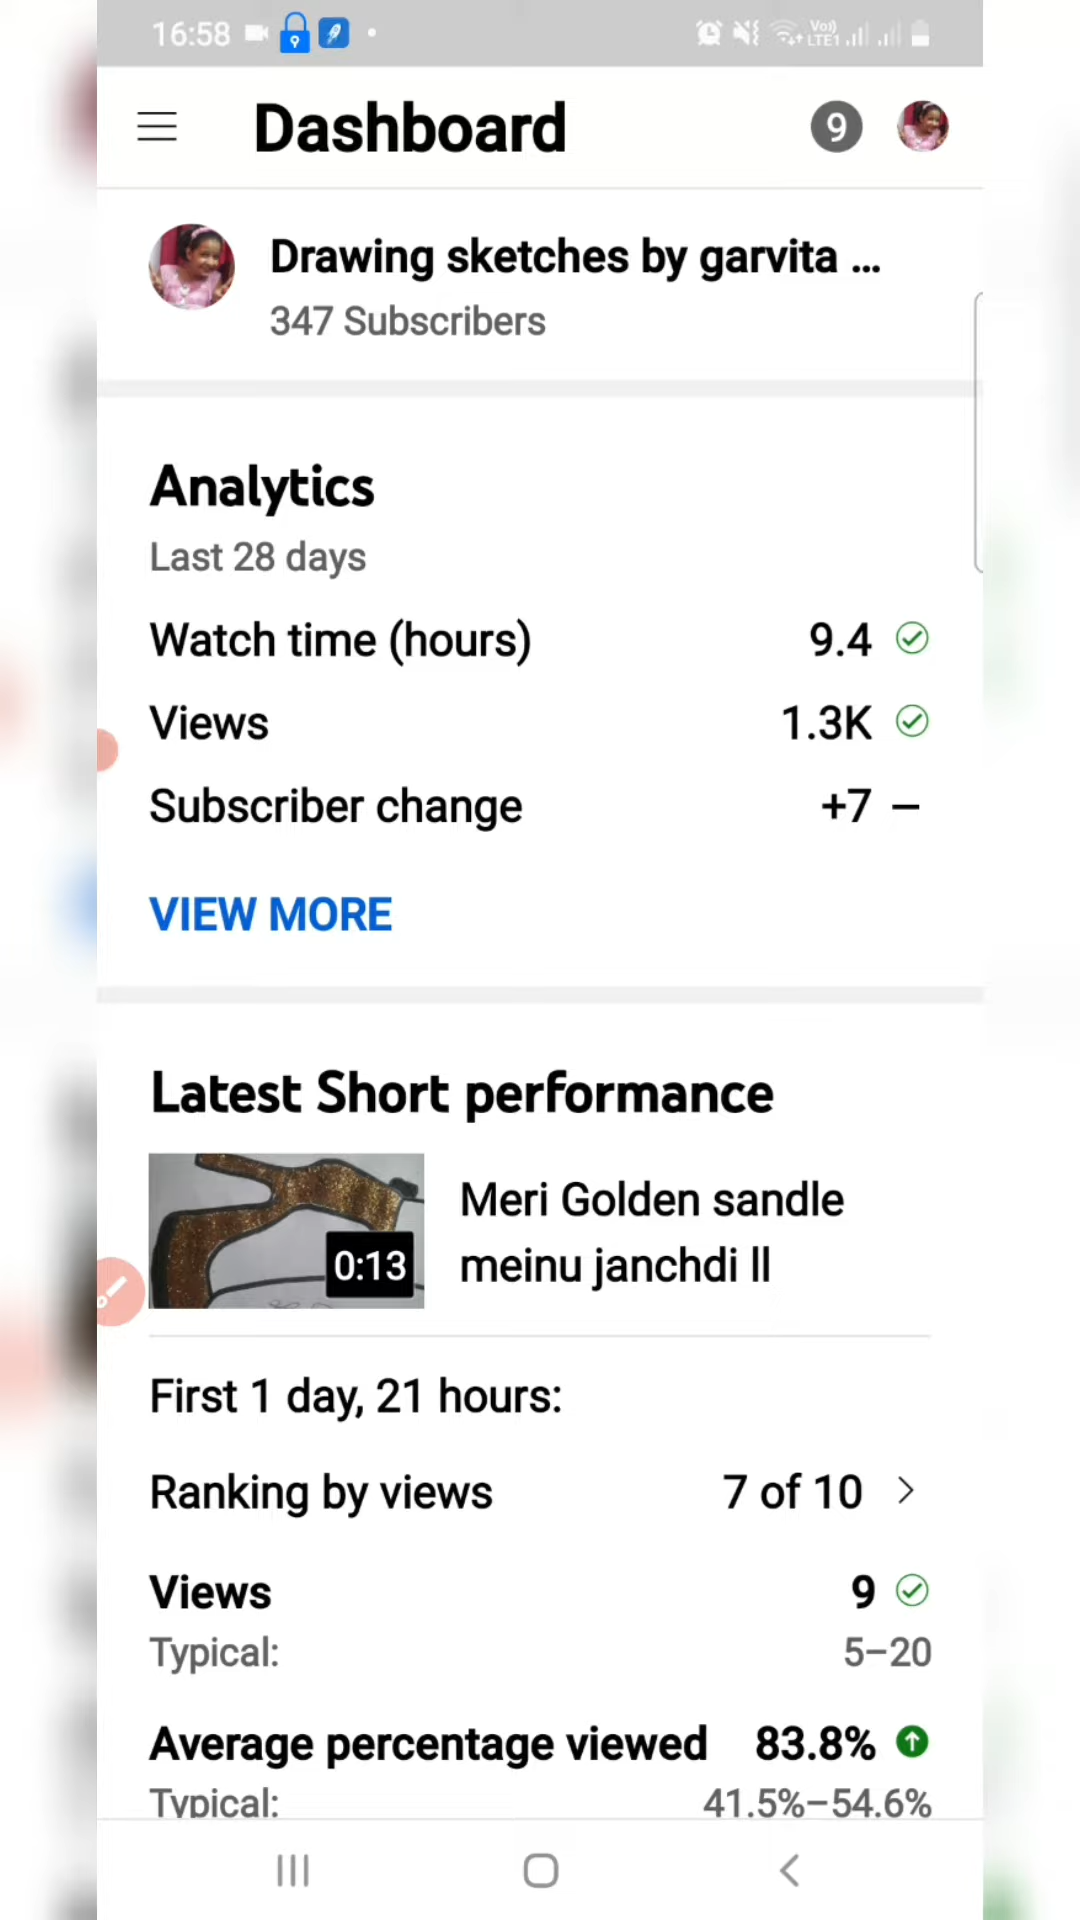 16:58
Vo) LTE1
Dashboard
9
Drawing sketches by garvita ...
347 Subscribers
Analytics
Last 28 days
Watch time (hours) 9.4
Views 1.3K
Subscriber change +7 –
VIEW MORE
Latest Short performance
0:13
Meri Golden sandle
meinu janchdi ll
First 1 day, 21 hours:
Ranking by views 7 of 10
Views 9
Typical: 5–20
Average percentage viewed 83.8%
Typical: 41.5%–54.6%